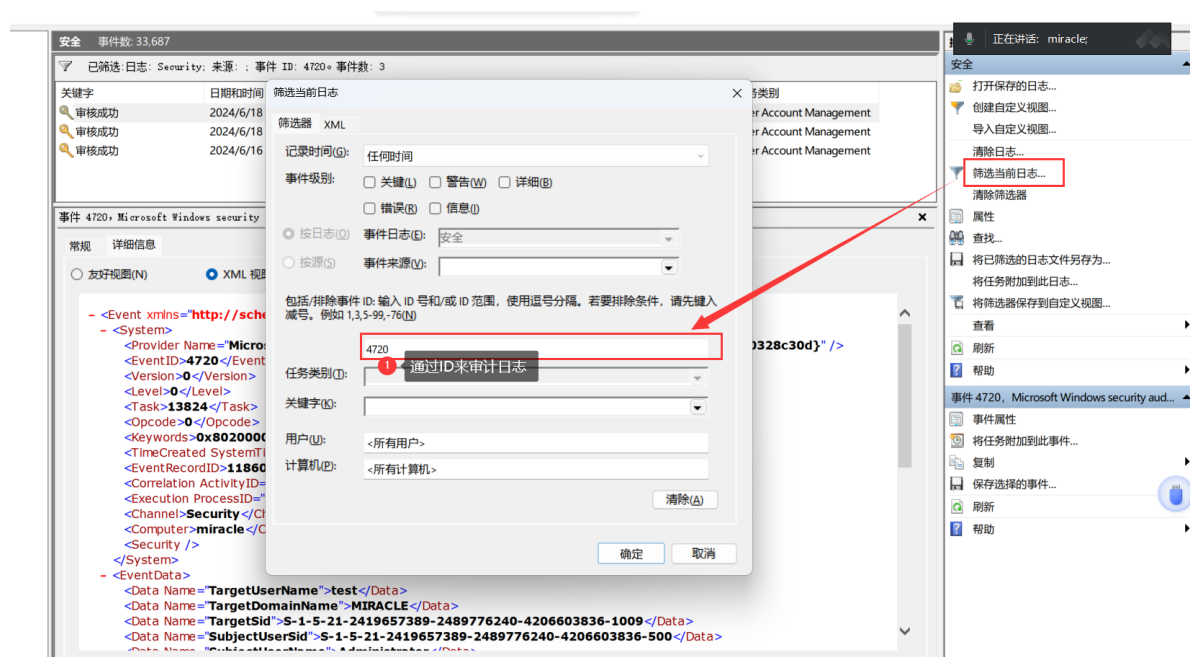 正在讲话: miracle;
安全 事件数: 33,687
已筛选:日志: Security; 来源: ; 事件 ID: 4720。事件数: 3
关键字 日期和时间 务类别
审核成功 2024/6/18 er Account Management
审核成功 2024/6/18 er Account Management
审核成功 2024/6/16 er Account Management
事件 4720, Microsoft Windows security
常规 详细信息
友好视图(N) XML 视图
- <Event xmlns="http://sche
- <System>
<Provider Name="Micros 0328c30d}" />
<EventID>4720</Event
<Version>0</Version>
<Level>0</Level>
<Task>13824</Task>
<Opcode>0</Opcode>
<Keywords>0x8020000
<TimeCreated SystemTi
<EventRecordID>11860
<Correlation ActivityID=
<Execution ProcessID="
<Channel>Security</Ch
<Computer>miracle</C
<Security />
</System>
- <EventData>
<Data Name="TargetUserName">test</Data>
<Data Name="TargetDomainName">MIRACLE</Data>
<Data Name="TargetSid">S-1-5-21-2419657389-2489776240-4206603836-1009</Data>
<Data Name="SubjectUserSid">S-1-5-21-2419657389-2489776240-4206603836-500</Data>
<Data Name="SubjectUserName">Administrator</Data>
筛选当前日志
筛选器 XML
记录时间(G): 任何时间
事件级别: 关键(L) 警告(W) 详细(B)
错误(R) 信息(I)
按日志(O) 事件日志(E): 安全
按源(S) 事件来源(V):
包括/排除事件 ID: 输入 ID 号和/或 ID 范围，使用逗号分隔。若要排除条件，请先键入
减号。例如 1,3,5-99,-76(N)
4720
1 通过ID来审计日志
任务类别(T):
关键字(K):
用户(U): <所有用户>
计算机(P): <所有计算机>
清除(A)
确定 取消
安全
打开保存的日志...
创建自定义视图...
导入自定义视图...
清除日志...
筛选当前日志...
清除筛选器
属性
查找...
将已筛选的日志文件另存为...
将任务附加到此日志...
将筛选器保存到自定义视图...
查看
刷新
帮助
事件 4720，Microsoft Windows security aud...
事件属性
将任务附加到此事件...
复制
保存选择的事件...
刷新
帮助